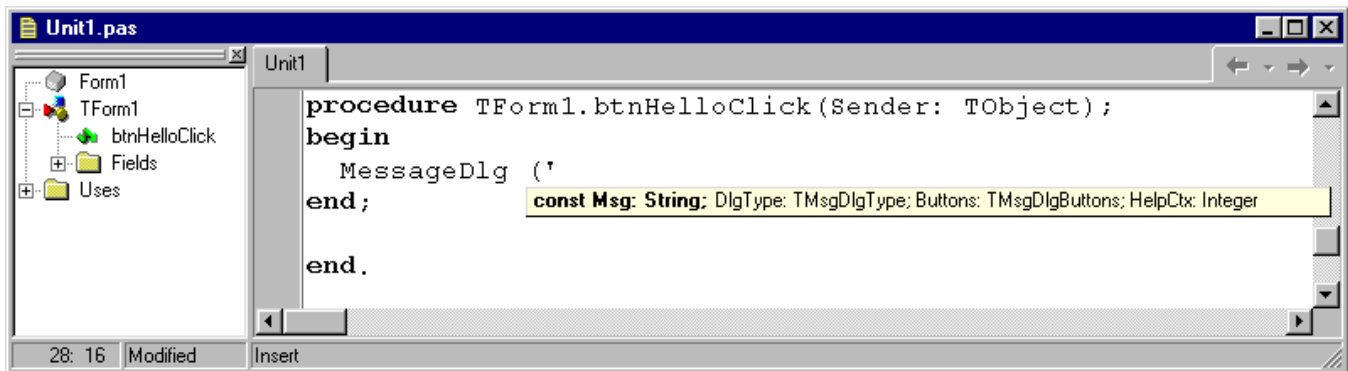 Unit1.pas
Form1
TForm1
btnHelloClick
Fields
Uses
Unit1
procedure TForm1.btnHelloClick(Sender: TObject);
begin
MessageDlg ('
end;
const Msg: String; DlgType: TMsgDlgType; Buttons: TMsgDlgButtons; HelpCtx: Integer
end.
28: 16 Modified Insert